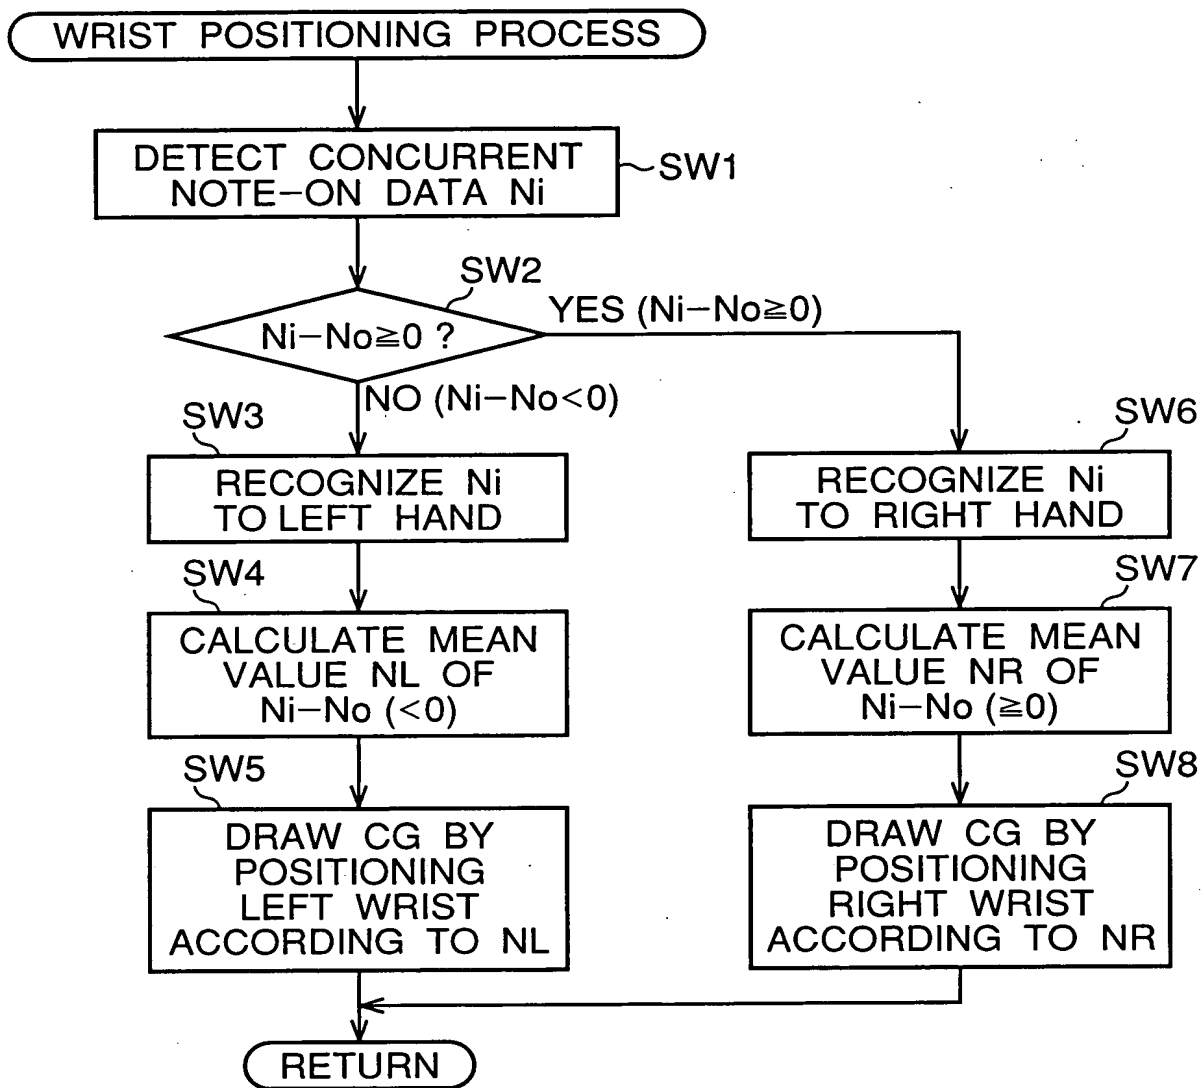 WRIST POSITIONING PROCESS
DETECT CONCURRENT
NOTE-ON DATA Ni
SW1
SW2
Ni-No≧0 ?
YES (Ni-No≧0)
NO (Ni-No<0)
SW3
RECOGNIZE Ni
TO LEFT HAND
SW4
CALCULATE MEAN
VALUE NL OF
Ni-No (<0)
SW5
DRAW CG BY
POSITIONING
LEFT WRIST
ACCORDING TO NL
SW6
RECOGNIZE Ni
TO RIGHT HAND
SW7
CALCULATE MEAN
VALUE NR OF
Ni-No (≧0)
SW8
DRAW CG BY
POSITIONING
RIGHT WRIST
ACCORDING TO NR
RETURN